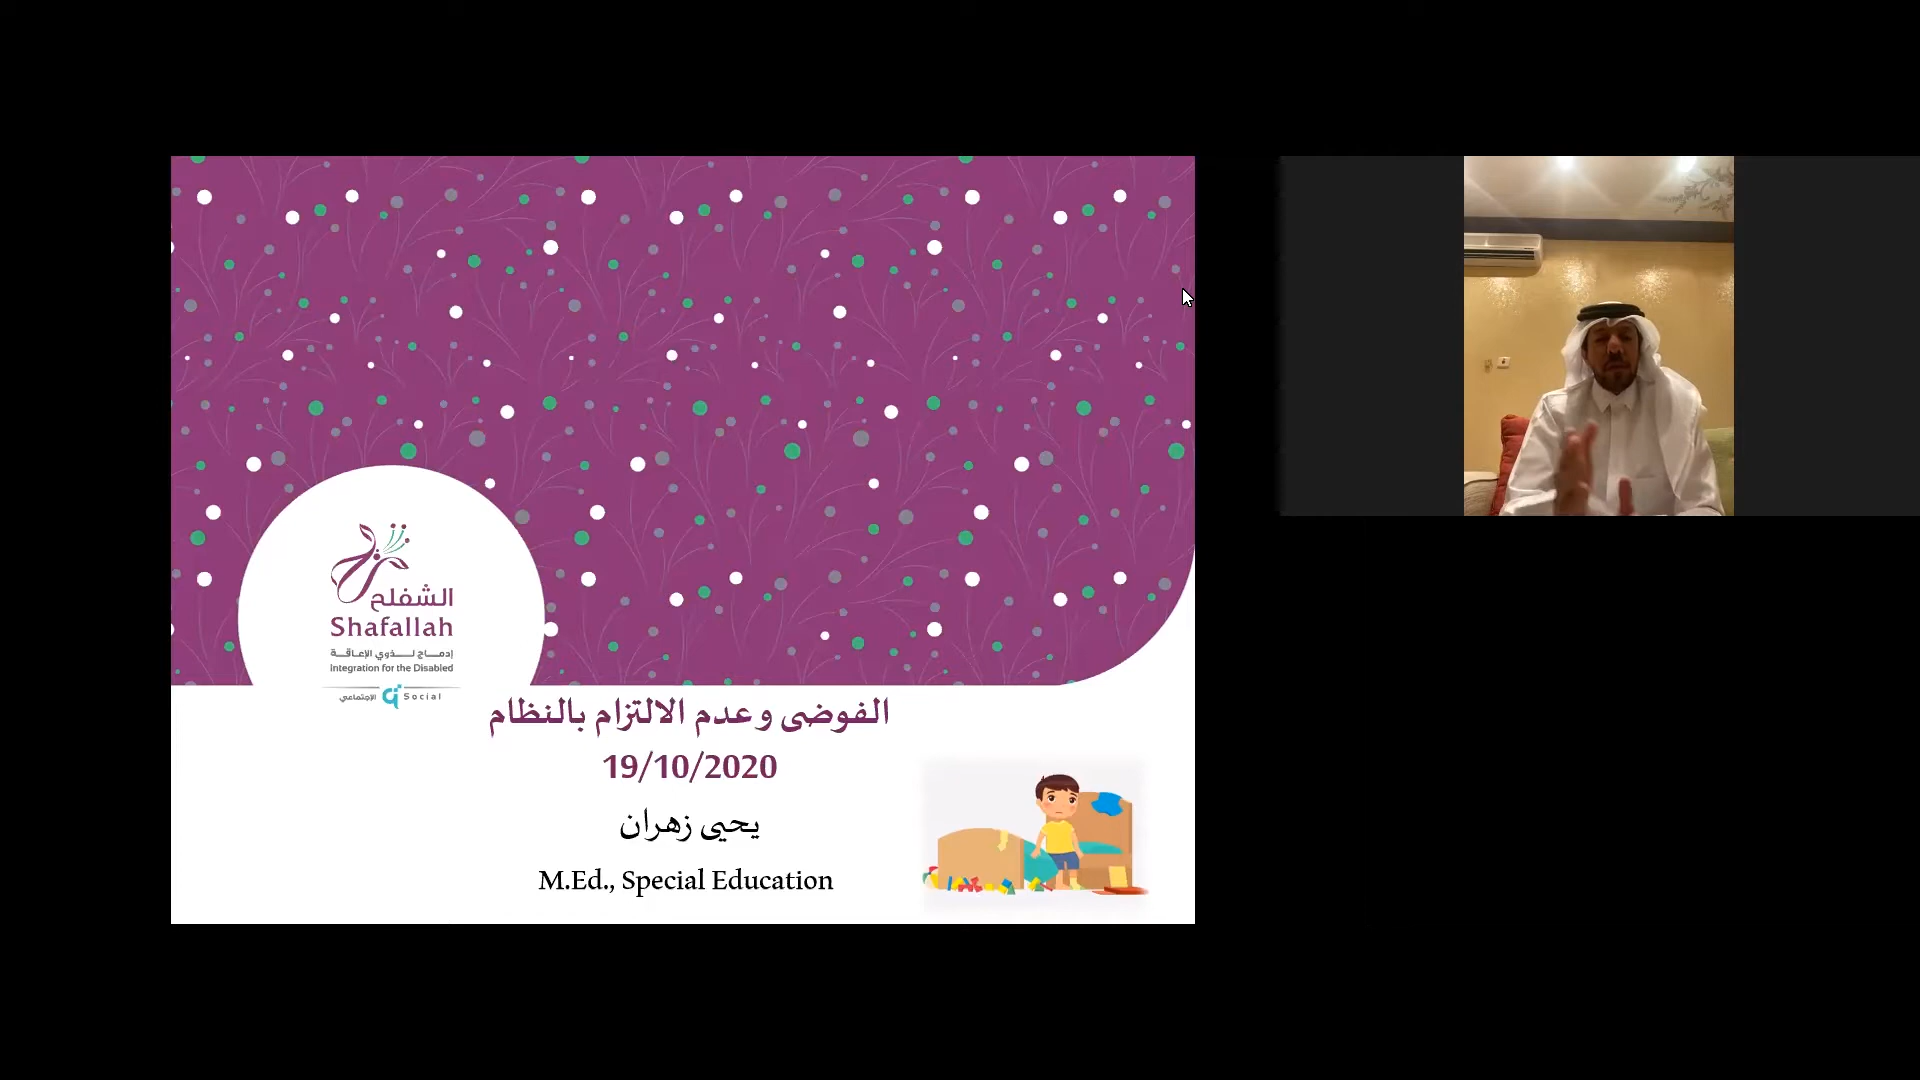 الشفلح
Shafallah
إدماج لذوي الإعاقة
Integration for the Disabled
الاجتماعي Social
الفوضى وعدم الالتزام بالنظام
19/10/2020
يحيى زهران
M.Ed., Special Education